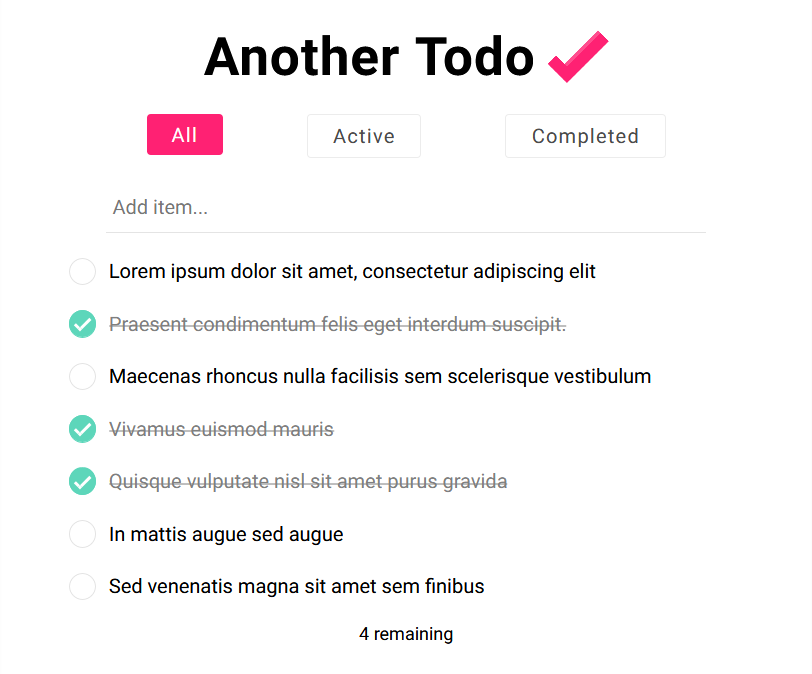 Another Todo
All Active Completed
Add item...
Lorem ipsum dolor sit amet, consectetur adipiscing elit
Praesent condimentum felis eget interdum suscipit.
Maecenas rhoncus nulla facilisis sem scelerisque vestibulum
Vivamus euismod mauris
Quisque vulputate nisl sit amet purus gravida
In mattis augue sed augue
Sed venenatis magna sit amet sem finibus
4 remaining